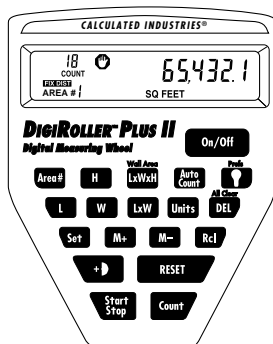 CALCULATED INDUSTRIES®
18
COUNT
65,432.1
FIX DIST
AREA #1
SQ FEET
DIGIROLLER™ PLUS II
Digital Measuring Wheel
On/Off
Wall Area
Prefs
Area#
H
LxWxH
Auto Count
All Clear
L
W
LxW
Units
DEL
Set
M+
M–
Rcl
+
RESET
Start Stop
Count